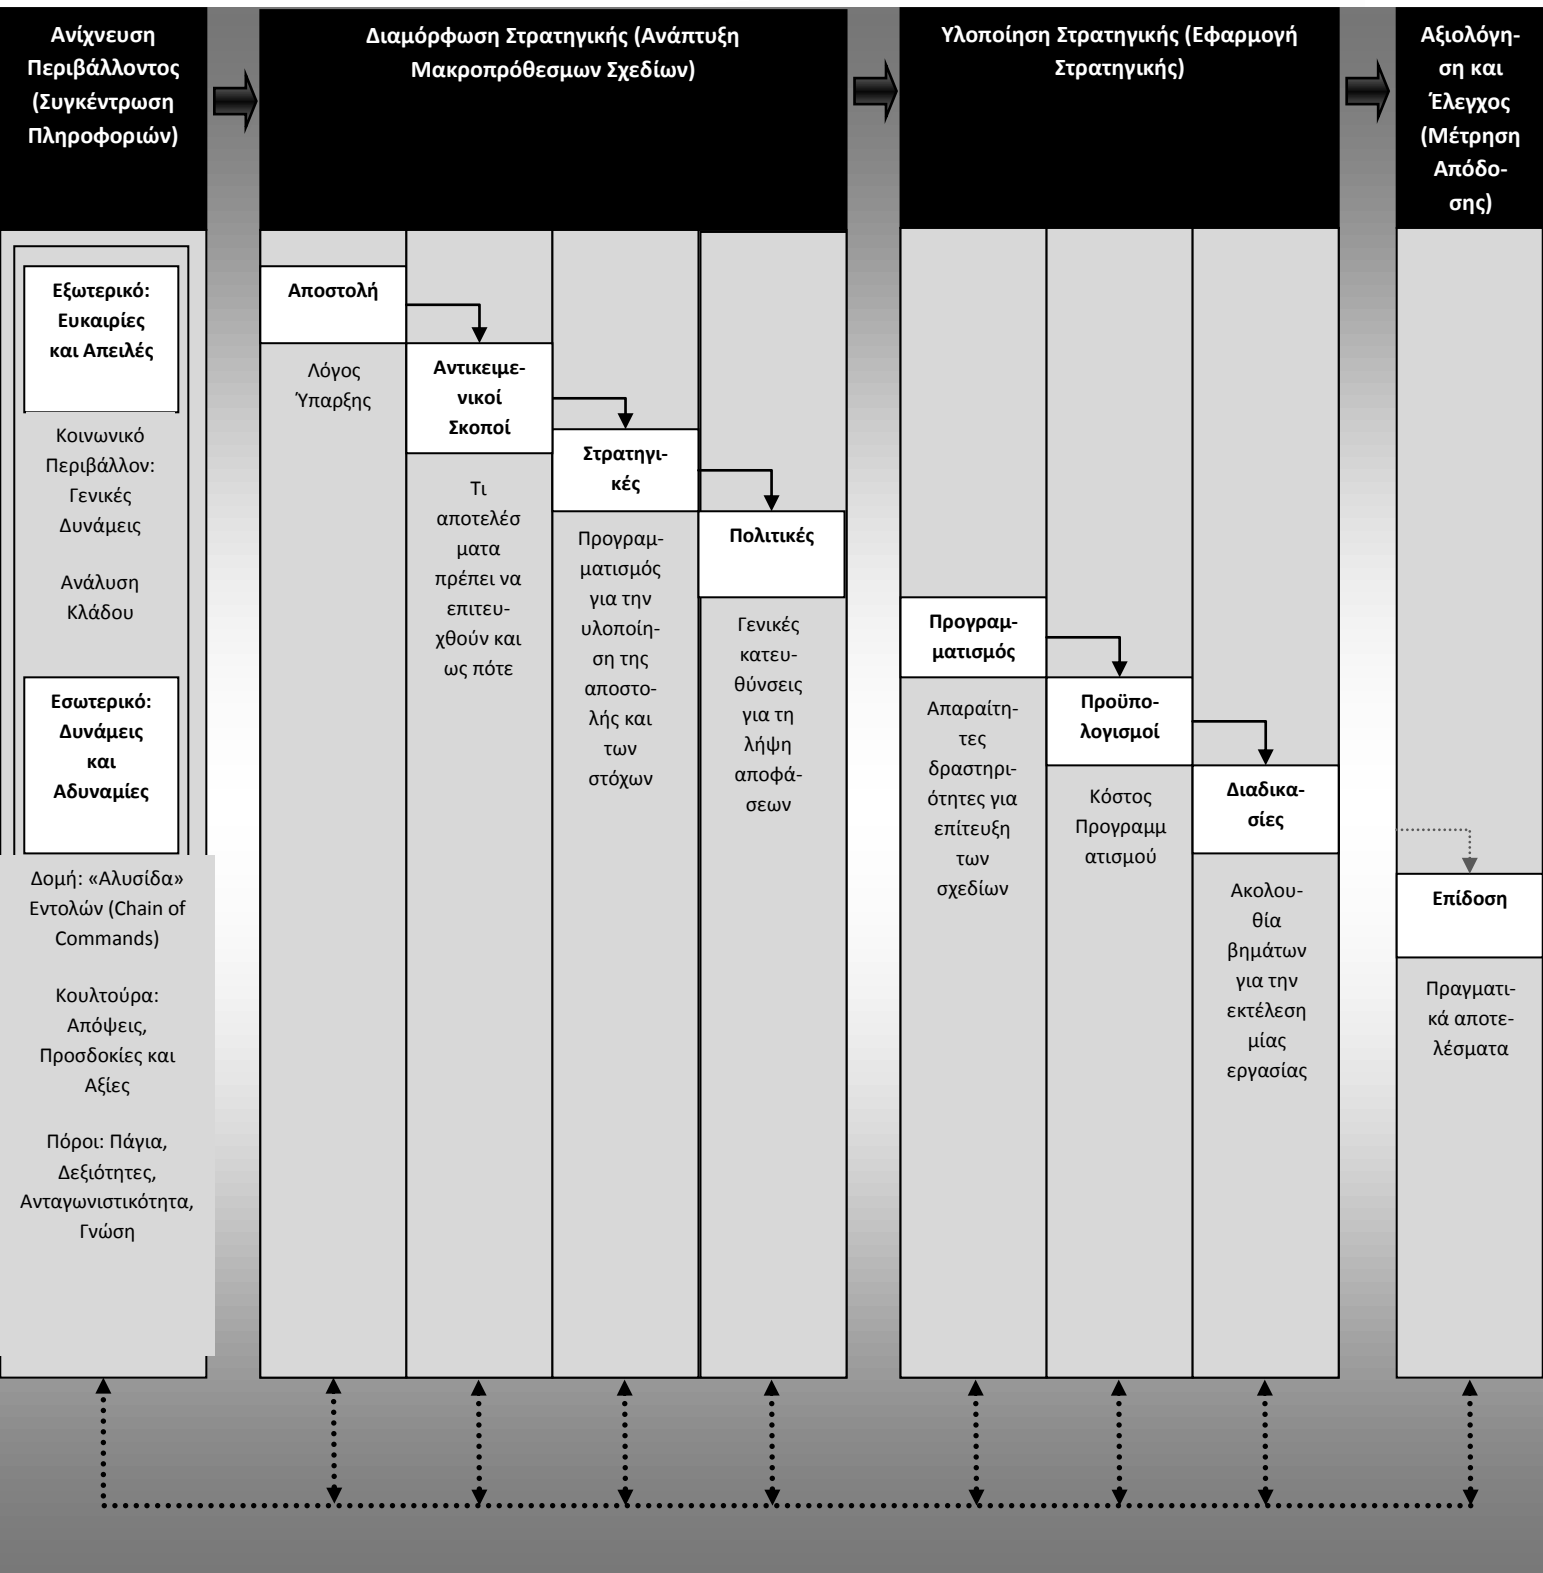 Ανίχνευση
Περιβάλλοντος
(Συγκέντρωση
Πληροφοριών)
Διαμόρφωση Στρατηγικής (Ανάπτυξη
Μακροπρόθεσμων Σχεδίων)
Υλοποίηση Στρατηγικής (Εφαρμογή
Στρατηγικής)
Αξιολόγη-
ση και
Έλεγχος
(Μέτρηση
Απόδο-
σης)
Εξωτερικό:
Ευκαιρίες
και Απειλές
Κοινωνικό
Περιβάλλον:
Γενικές
Δυνάμεις
Ανάλυση
Κλάδου
Εσωτερικό:
Δυνάμεις
και
Αδυναμίες
Δομή: «Αλυσίδα»
Εντολών (Chain of
Commands)
Κουλτούρα:
Απόψεις,
Προσδοκίες και
Αξίες
Πόροι: Πάγια,
Δεξιότητες,
Ανταγωνιστικότητα,
Γνώση
Αποστολή
Λόγος
Ύπαρξης
Αντικειμε-
νικοί
Σκοποί
Τι
αποτελέσ
ματα
πρέπει να
επιτευ-
χθούν και
ως πότε
Στρατηγι-
κές
Προγραμ-
ματισμός
για την
υλοποίη-
ση της
αποστο-
λής και
των
στόχων
Πολιτικές
Γενικές
κατευ-
θύνσεις
για τη
λήψη
αποφά-
σεων
Προγραμ-
ματισμός
Απαραίτη-
τες
δραστηρι-
ότητες για
επίτευξη
των
σχεδίων
Προϋπο-
λογισμοί
Κόστος
Προγραμμ
ατισμού
Διαδικα-
σίες
Ακολου-
θία
βημάτων
για την
εκτέλεση
μίας
εργασίας
Επίδοση
Πραγματι-
κά αποτε-
λέσματα